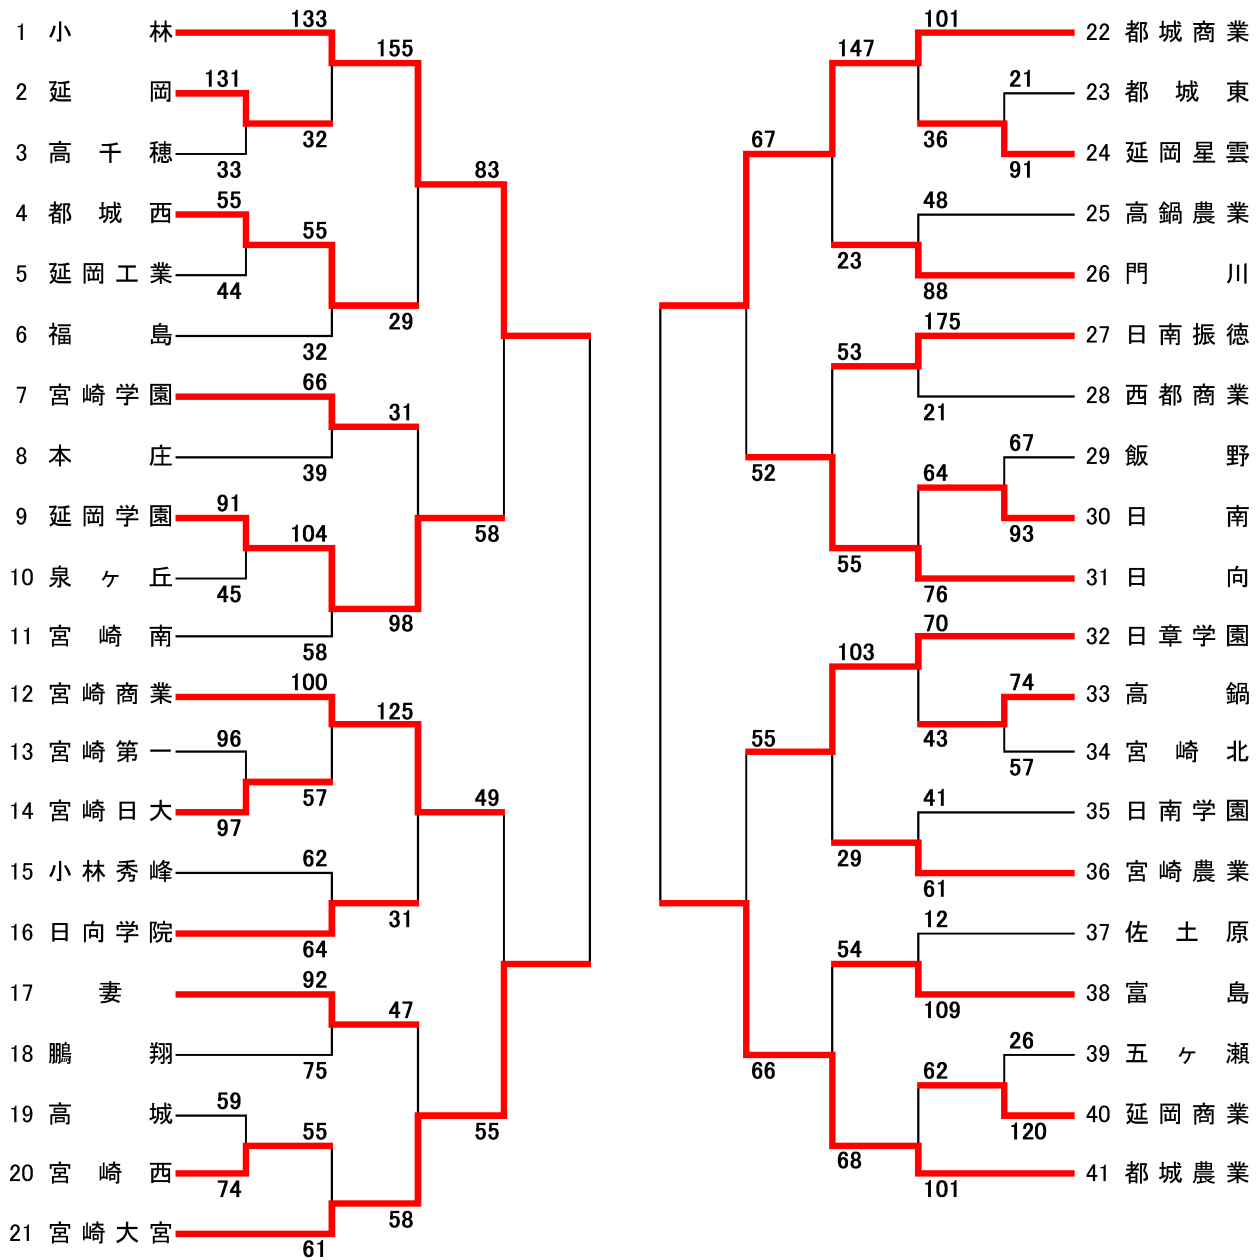 1 小林
2 延岡
3 高千穂
4 都城西
5 延岡工業
6 福島
7 宮崎学園
8 本庄
9 延岡学園
10 泉ヶ丘
11 宮崎南
12 宮崎商業
13 宮崎第一
14 宮崎日大
15 小林秀峰
16 日向学院
17 妻
18 鵬翔
19 高城
20 宮崎西
21 宮崎大宮
131
33
55
44
91
45
96
97
59
74
133
32
55
32
66
39
104
58
100
57
62
64
92
75
55
61
155
29
31
98
125
31
47
58
83
58
49
55
67
52
55
66
147
23
53
55
103
29
54
68
101
36
48
88
175
21
64
76
70
43
41
61
12
109
62
101
21
91
67
93
74
57
26
120
22 都城商業
23 都城東
24 延岡星雲
25 高鍋農業
26 門川
27 日南振徳
28 西都商業
29 飯野
30 日南
31 日向
32 日章学園
33 高鍋
34 宮崎北
35 日南学園
36 宮崎農業
37 佐土原
38 富島
39 五ヶ瀬
40 延岡商業
41 都城農業